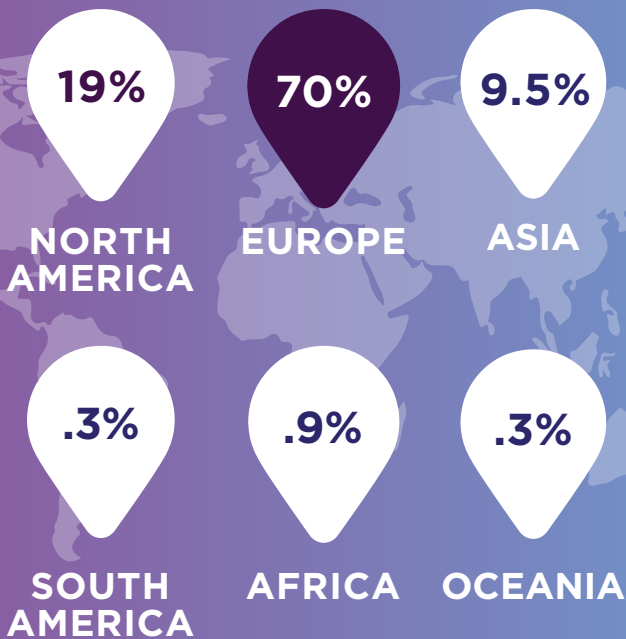 19%
NORTH
AMERICA
70%
EUROPE
9.5%
ASIA
.3%
SOUTH
AMERICA
.9%
AFRICA
.3%
OCEANIA